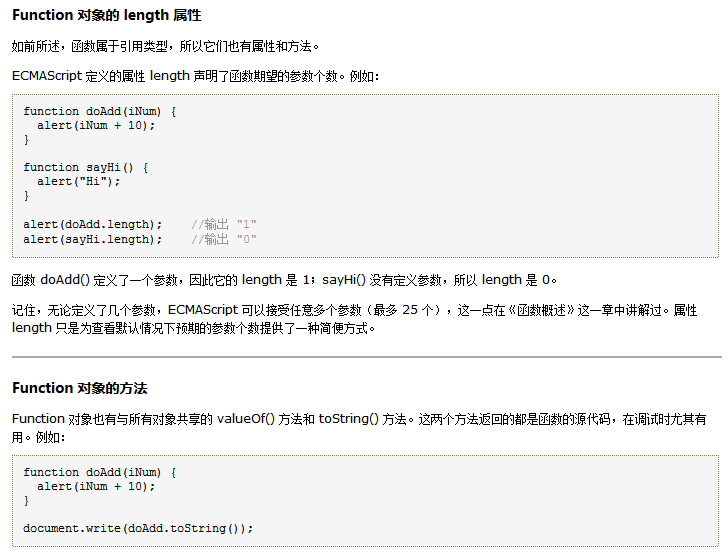 Function 对象的 length 属性
如前所述，函数属于引用类型，所以它们也有属性和方法。
ECMAScript 定义的属性 length 声明了函数期望的参数个数。例如：
function doAdd(iNum) {
  alert(iNum + 10);
}
function sayHi() {
  alert("Hi");
}
alert(doAdd.length);    //输出 "1"
alert(sayHi.length);    //输出 "0"
函数 doAdd() 定义了一个参数，因此它的 length 是 1；sayHi() 没有定义参数，所以 length 是 0。
记住，无论定义了几个参数，ECMAScript 可以接受任意多个参数（最多 25 个），这一点在《函数概述》这一章中讲解过。属性
length 只是为查看默认情况下预期的参数个数提供了一种简便方式。
Function 对象的方法
Function 对象也有与所有对象共享的 valueOf() 方法和 toString() 方法。这两个方法返回的都是函数的源代码，在调试时尤其有
用。例如：
function doAdd(iNum) {
  alert(iNum + 10);
}
document.write(doAdd.toString());